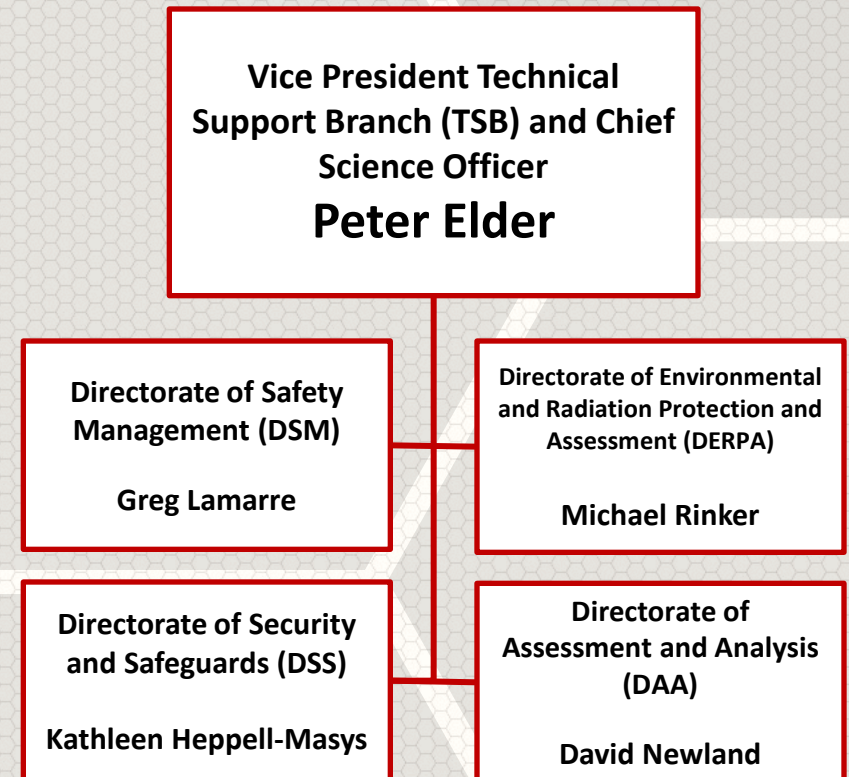 Vice President Technical
Support Branch (TSB) and Chief
Science Officer
Peter Elder
Directorate of Safety
Management (DSM)
Greg Lamarre
Directorate of Environmental
and Radiation Protection and
Assessment (DERPA)
Michael Rinker
Directorate of Security
and Safeguards (DSS)
Kathleen Heppell-Masys
Directorate of
Assessment and Analysis
(DAA)
David Newland